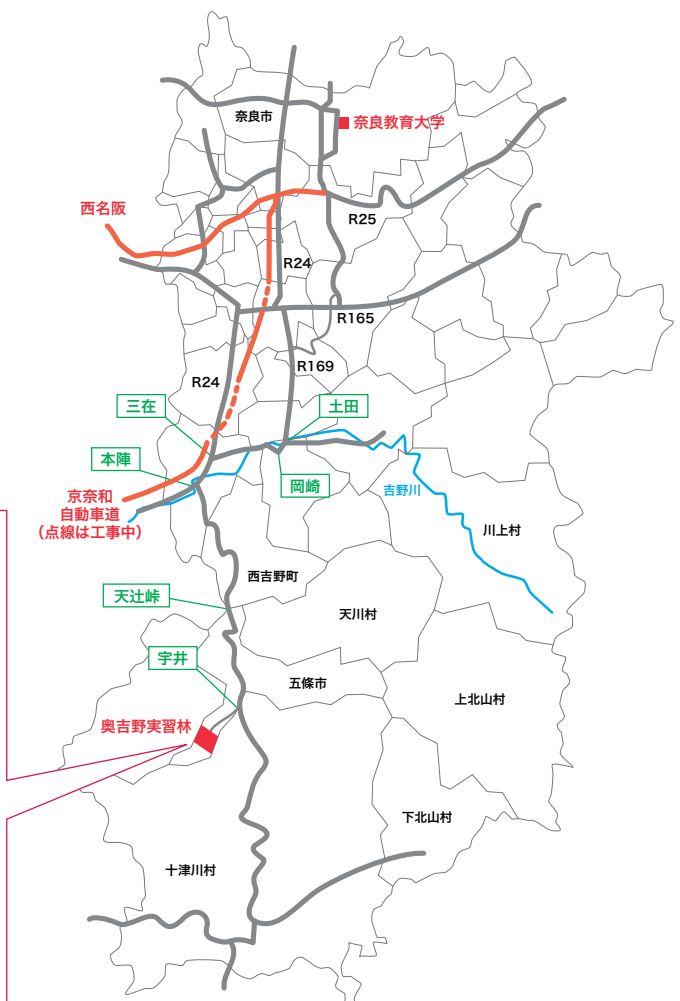 奈良市
奈良教育大学
西名阪
R25
R24
R165
R169
R24
三在
土田
本陣
岡崎
京奈和
自動車道
(点線は工事中)
吉野川
川上村
西吉野町
天辻峠
天川村
宇井
五條市
上北山村
奥吉野実習林
下北山村
十津川村